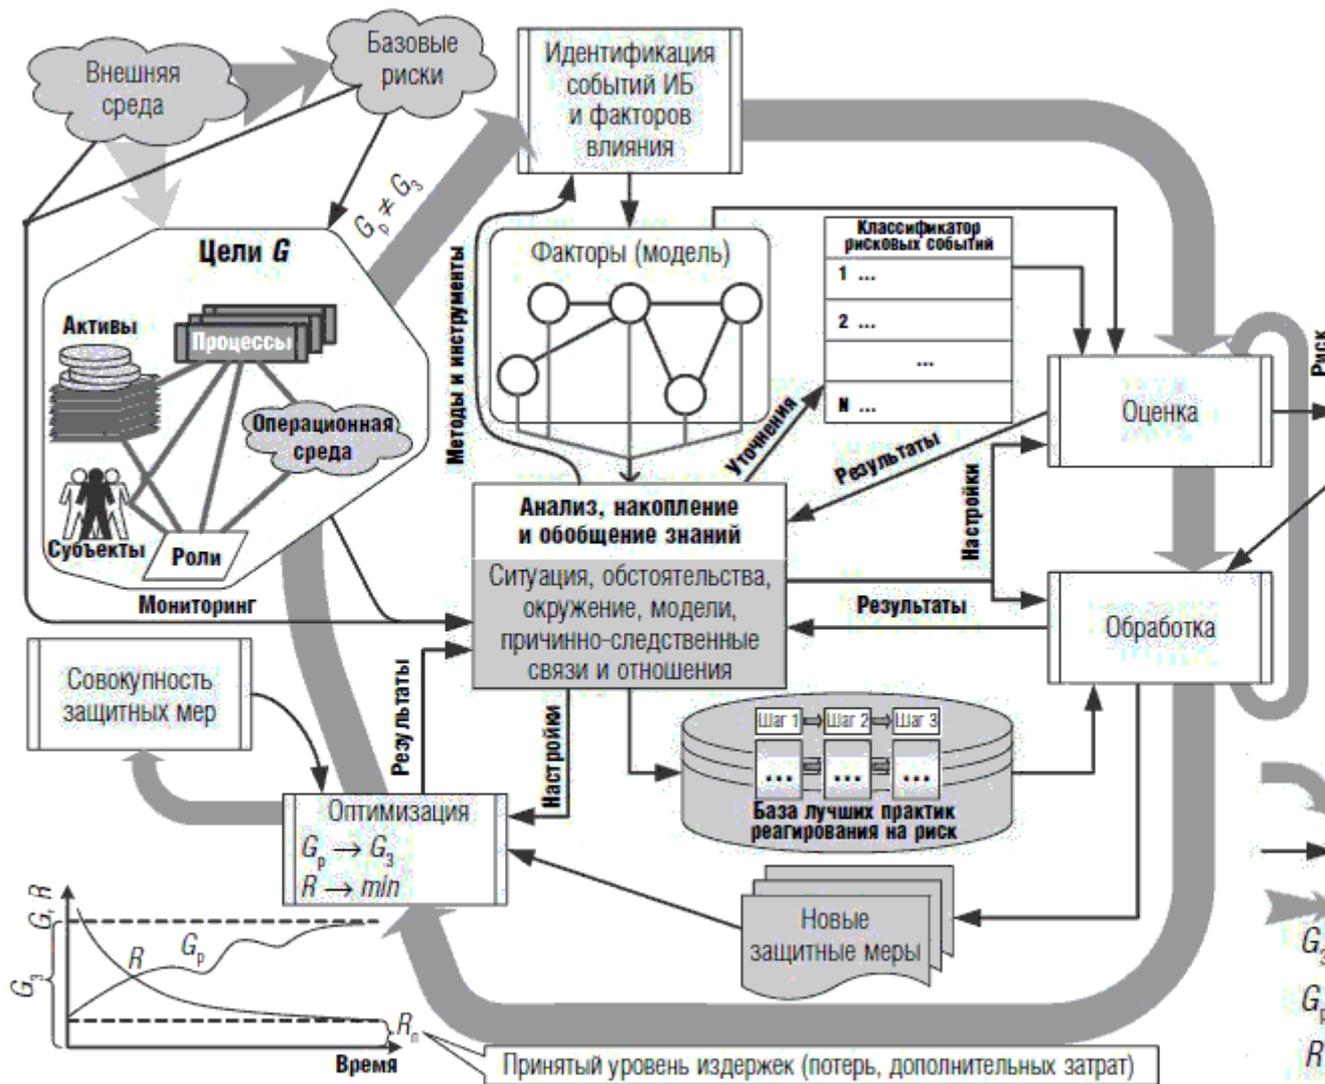 Внешняя
среда
Базовые
риски
Идентификация
событий ИБ
и факторов
влияния
Gр ≠ Gз
Цели G
Активы
Процессы
Операционная
среда
Субъекты
Роли
Мониторинг
Методы и инструменты
Факторы (модель)
Классификатор
рисковых событий
1 ...
2 ...
...
N ...
Уточнения
Результаты
Настройки
Оценка
Риск
Анализ, накопление
и обобщение знаний
Ситуация, обстоятельства,
окружение, модели,
причинно-следственные
связи и отношения
Результаты
Обработка
Совокупность
защитных мер
Результаты
Настройки
Шаг 1
Шаг 2
Шаг 3
...
...
...
База лучших практик
реагирования на риск
Оптимизация
Gр → Gз
R → min
Новые
защитные меры
G, R
Gз
R
Gр
Rп
Время
Принятый уровень издержек (потерь, дополнительных затрат)
Gз
Gр
R